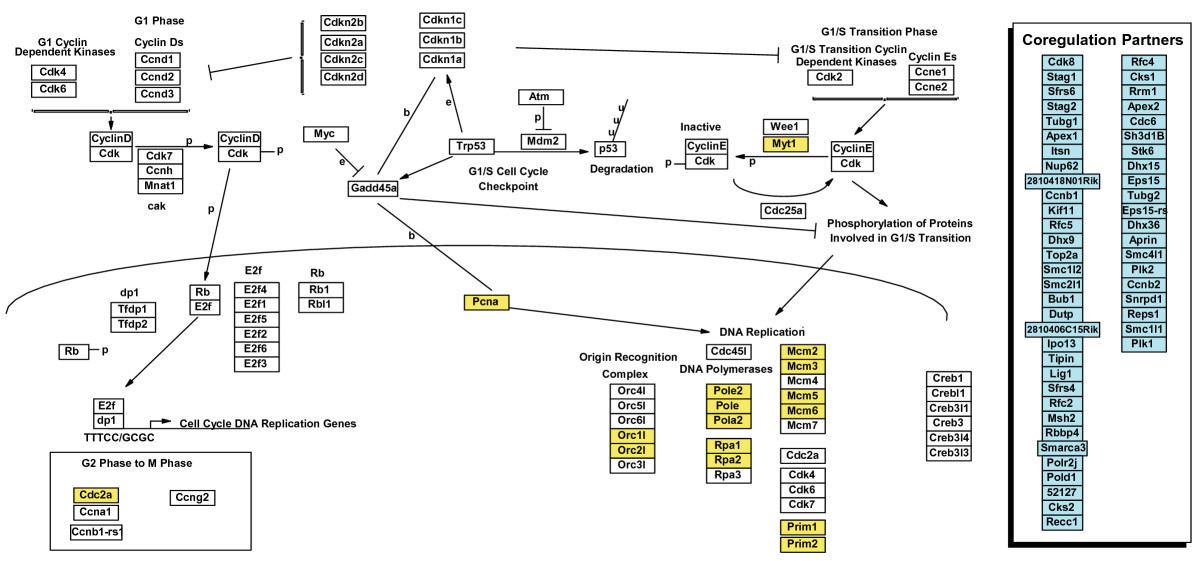 G1 Phase
G1 Cyclin
Dependent Kinases
Cdk4
Cdk6
Cyclin Ds
Ccnd1
Ccnd2
Ccnd3
Cdkn2b
Cdkn2a
Cdkn2c
Cdkn2d
Cdkn1c
Cdkn1b
Cdkn1a
G1/S Transition Phase
G1/S Transition Cyclin
Dependent Kinases
Cdk2
Cyclin Es
Ccne1
Ccne2
CyclinD
Cdk
p
Cdk7
Ccnh
Mnat1
cak
CyclinD
Cdk
p
p
Myc
e
b
e
Gadd45a
Trp53
Atm
p
Mdm2
u
u
u
p53
Degradation
G1/S Cell Cycle
Checkpoint
Inactive
CyclinE
Cdk
p
Wee1
Myt1
p
CyclinE
Cdk
Cdc25a
Phosphorylation of Proteins
Involved in G1/S Transition
b
Pcna
dp1
Tfdp1
Tfdp2
Rb
E2f
E2f
E2f4
E2f1
E2f5
E2f2
E2f6
E2f3
Rb
Rb1
Rbl1
Rb
p
E2f
dp1
TTTCC/GCGC
Cell Cycle DNA Replication Genes
DNA Replication
Origin Recognition
Complex
Orc4l
Orc5l
Orc6l
Orc1l
Orc2l
Orc3l
Cdc45l
DNA Polymerases
Pole2
Pole
Pola2
Rpa1
Rpa2
Rpa3
Mcm2
Mcm3
Mcm4
Mcm5
Mcm6
Mcm7
Cdc2a
Cdk4
Cdk6
Cdk7
Prim1
Prim2
Creb1
Crebl1
Creb3l1
Creb3
Creb3l4
Creb3l3
G2 Phase to M Phase
Cdc2a
Ccna1
Ccnb1-rs1
Ccng2
Coregulation Partners
Cdk8
Stag1
Sfrs6
Stag2
Tubg1
Apex1
Itsn
Nup62
2810418N01Rik
Ccnb1
Kif11
Rfc5
Dhx9
Top2a
Smc1l2
Smc2l1
Bub1
Dutp
2810406C15Rik
Ipo13
Tipin
Lig1
Sfrs4
Rfc2
Msh2
Rbbp4
Smarca3
Polr2j
Pold1
52127
Cks2
Recc1
Rfc4
Cks1
Rrm1
Apex2
Cdc6
Sh3d1B
Stk6
Dhx15
Eps15
Tubg2
Eps15-rs
Dhx36
Aprin
Smc4l1
Plk2
Ccnb2
Snrpd1
Reps1
Smc1l1
Plk1